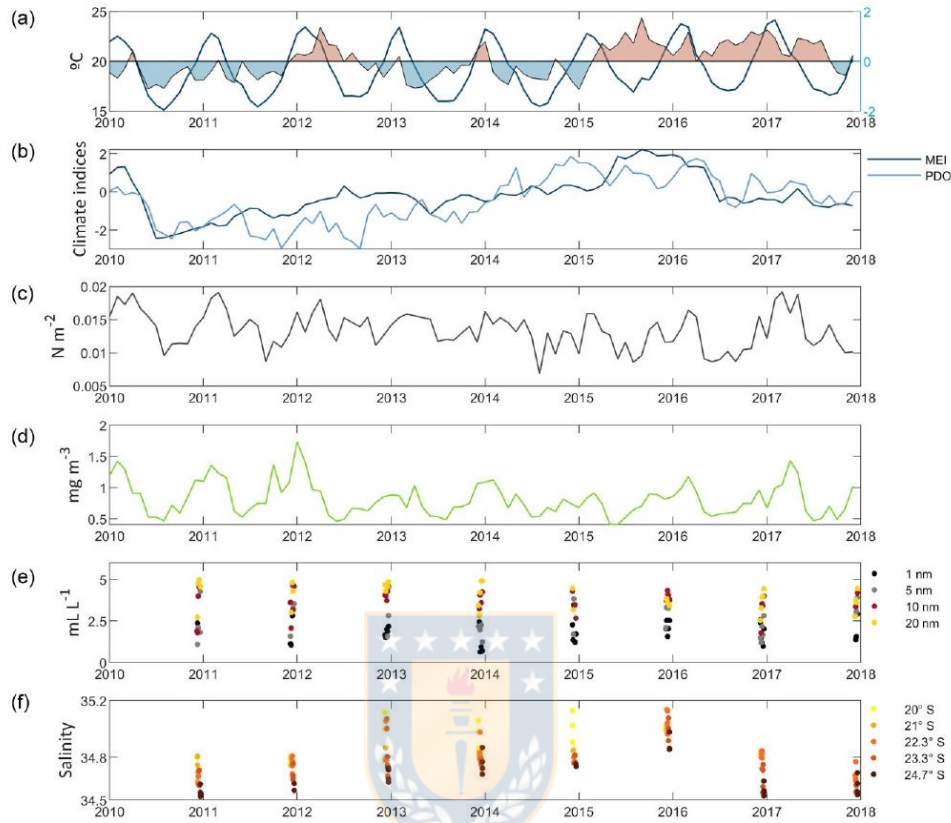 (a)
25
20
15
ºC
2
0
-2
2010 2011 2012 2013 2014 2015 2016 2017 2018
(b)
2
0
-2
Climate indices
MEI
PDO
2010 2011 2012 2013 2014 2015 2016 2017 2018
(c)
0.02
0.015
0.01
0.005
N m-2
2010 2011 2012 2013 2014 2015 2016 2017 2018
(d)
2
1.5
1
0.5
mg m-3
2010 2011 2012 2013 2014 2015 2016 2017 2018
(e)
5
2.5
0
mL L-1
1 nm
5 nm
10 nm
20 nm
2010 2011 2012 2013 2014 2015 2016 2017 2018
(f)
35.2
34.8
34.5
Salinity
20° S
21° S
22.3° S
23.3° S
24.7° S
2010 2011 2012 2013 2014 2015 2016 2017 2018